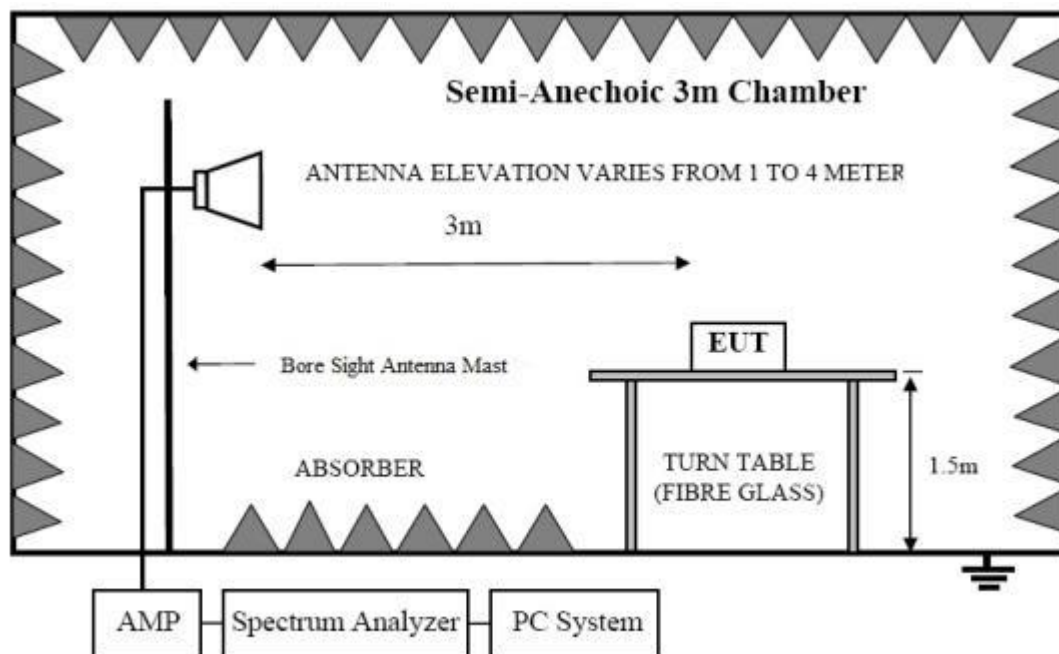 Semi-Anechoic 3m Chamber
ANTENNA ELEVATION VARIES FROM 1 TO 4 METER
3m
EUT
Bore Sight Antenna Mast
ABSORBER
TURN TABLE
(FIBRE GLASS)
1.5m
AMP
Spectrum Analyzer
PC System